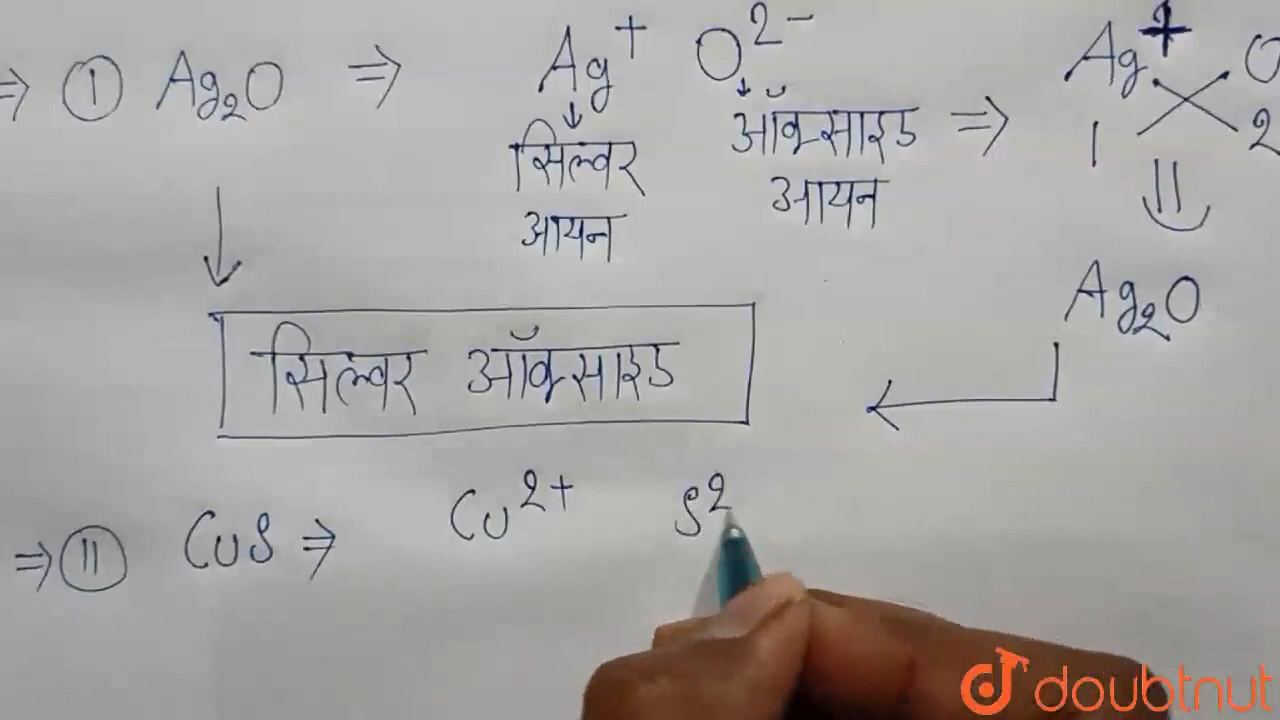 ⇒ ① Ag₂O ⇒ Ag⁺ O²⁻ ⇒ Ag⁺ O
↓ ↓
सिल्वर ऑक्साइड 1 2
आयन आयन
↓
Ag₂O
सिल्वर ऑक्साइड
⇒ ⑪ CuS ⇒ Cu²⁺ S²
doubtnut